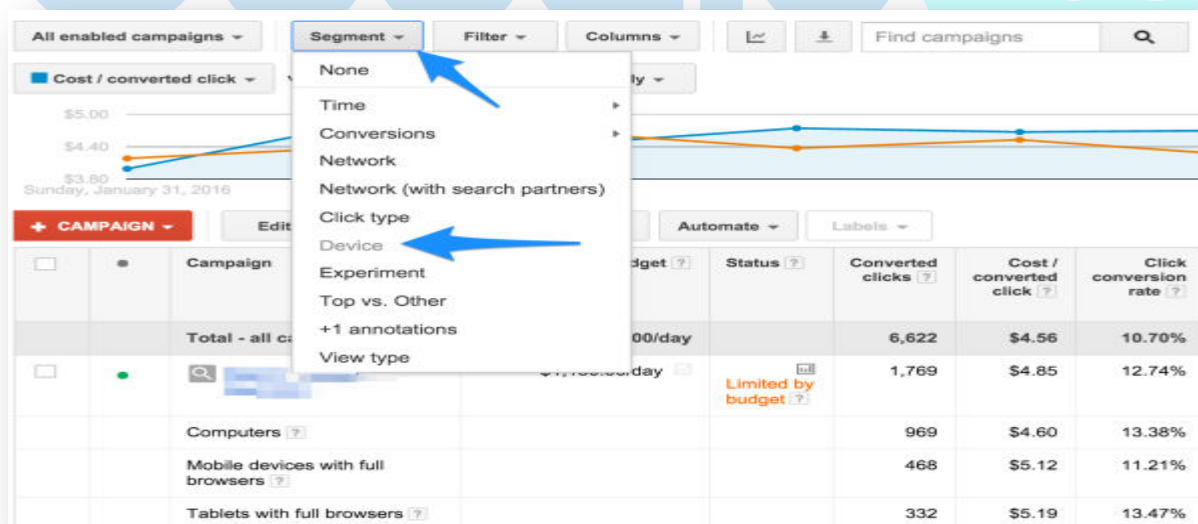 All enabled campaigns
Segment
Filter
Columns
Find campaigns
Cost / converted click
None
Time
Conversions
Network
Network (with search partners)
Click type
Device
Experiment
Top vs. Other
+1 annotations
View type
$5.00
$4.40
$3.80
Sunday, January 31, 2016
+ CAMPAIGN
Edit
Automate
Labels
Campaign
Status ?
Converted
clicks ?
Cost /
converted
click ?
Click
conversion
rate ?
Total - all
00/day
6,622
$4.56
10.70%
/day
Limited by
budget ?
1,769
$4.85
12.74%
Computers ?
969
$4.60
13.38%
Mobile devices with full
browsers ?
468
$5.12
11.21%
Tablets with full browsers ?
332
$5.19
13.47%